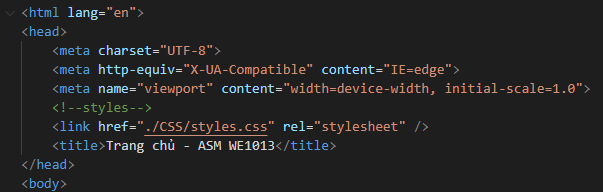 <html lang="en">
<head>
<meta charset="UTF-8">
<meta http-equiv="X-UA-Compatible" content="IE=edge">
<meta name="viewport" content="width=device-width, initial-scale=1.0">
<!--styles-->
<link href="./CSS/styles.css" rel="stylesheet" />
<title>Trang chủ - ASM WE1013</title>
</head>
<body>